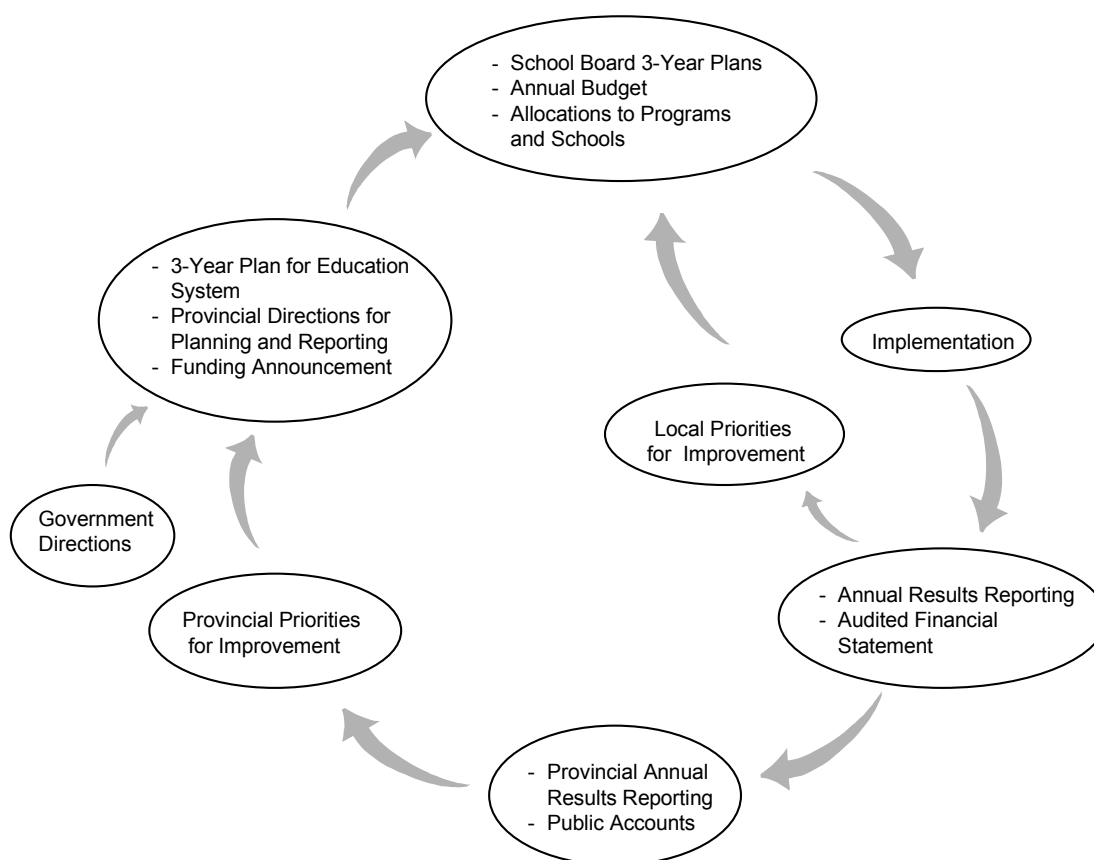 - School Board 3-Year Plans
- Annual Budget
- Allocations to Programs
and Schools
- 3-Year Plan for Education
System
- Provincial Directions for
Planning and Reporting
- Funding Announcement
Implementation
Local Priorities
for Improvement
Government
Directions
Provincial Priorities
for Improvement
- Annual Results Reporting
- Audited Financial
Statement
- Provincial Annual
Results Reporting
- Public Accounts